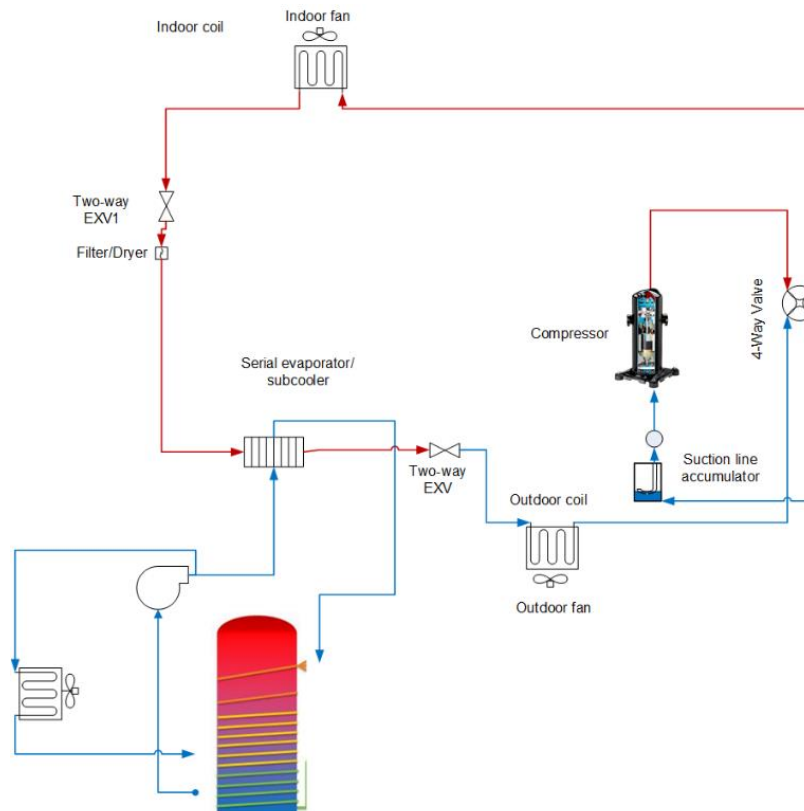 Indoor coil
Indoor fan
Two-way
EXV1
Filter/Dryer
Compressor
4-Way Valve
Serial evaporator/
subcooler
Two-way
EXV
Suction line
accumulator
Outdoor coil
Outdoor fan